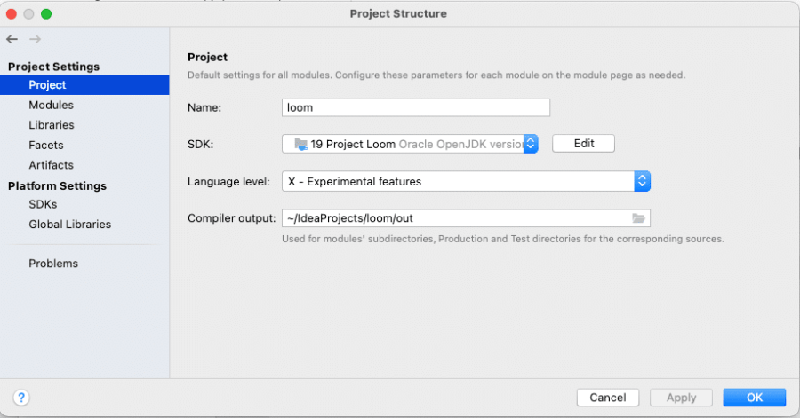 Project Structure
Project Settings
Project
Modules
Libraries
Facets
Artifacts
Platform Settings
SDKs
Global Libraries
Problems
Project
Default settings for all modules. Configure these parameters for each module on the module page as needed.
Name: loom
SDK: 19 Project Loom Oracle OpenJDK version Edit
Language level: X - Experimental features
Compiler output: ~/IdeaProjects/loom/out
Used for modules' subdirectories, Production and Test directories for the corresponding sources.
? Cancel Apply OK